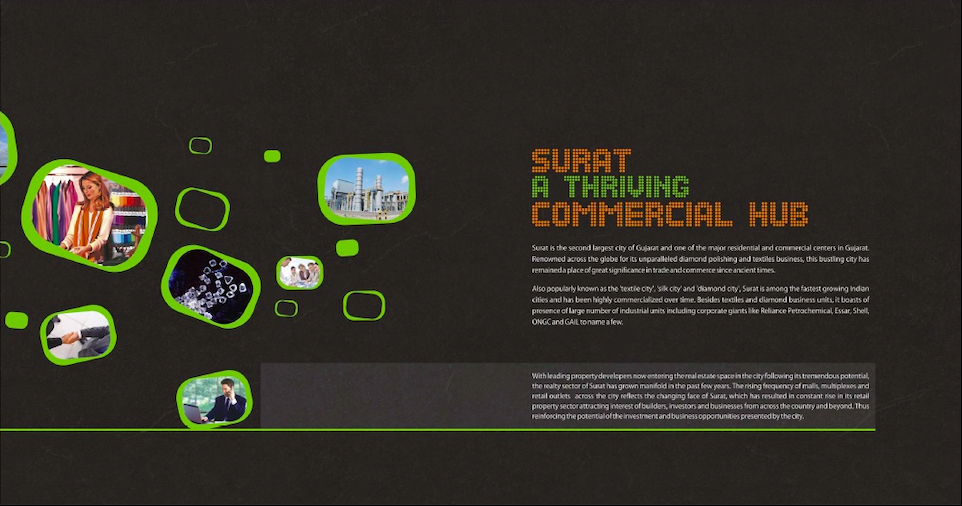 SURAT
A THRIVING
COMMERCIAL HUB
Surat is the second largest city of Gujarat and one of the major residential and commercial centers in Gujarat.
Renowned across the globe for its unparalleled diamond polishing and textiles business, this bustling city has
remained a place of great significance in trade and commerce since ancient times.
Also popularly known as the 'textile city', 'silk city' and 'diamond city', Surat is among the fastest growing Indian
cities and has been highly commercialized over time. Besides textiles and diamond business units, it boasts of
presence of large number of industrial units including corporate giants like Reliance Petrochemical, Essar, Shell,
ONGC and GAIL to name a few.
With leading property developers now entering the real estate space in the city following its tremendous potential,
the realty sector of Surat has grown manifold in the past few years. The rising frequency of malls, multiplexes and
retail outlets across the city reflects the changing face of Surat, which has resulted in constant rise in its retail
property sector attracting interest of builders, investors and businesses from across the country and beyond. Thus
reinforcing the potential of the investment and business opportunities presented by the city.